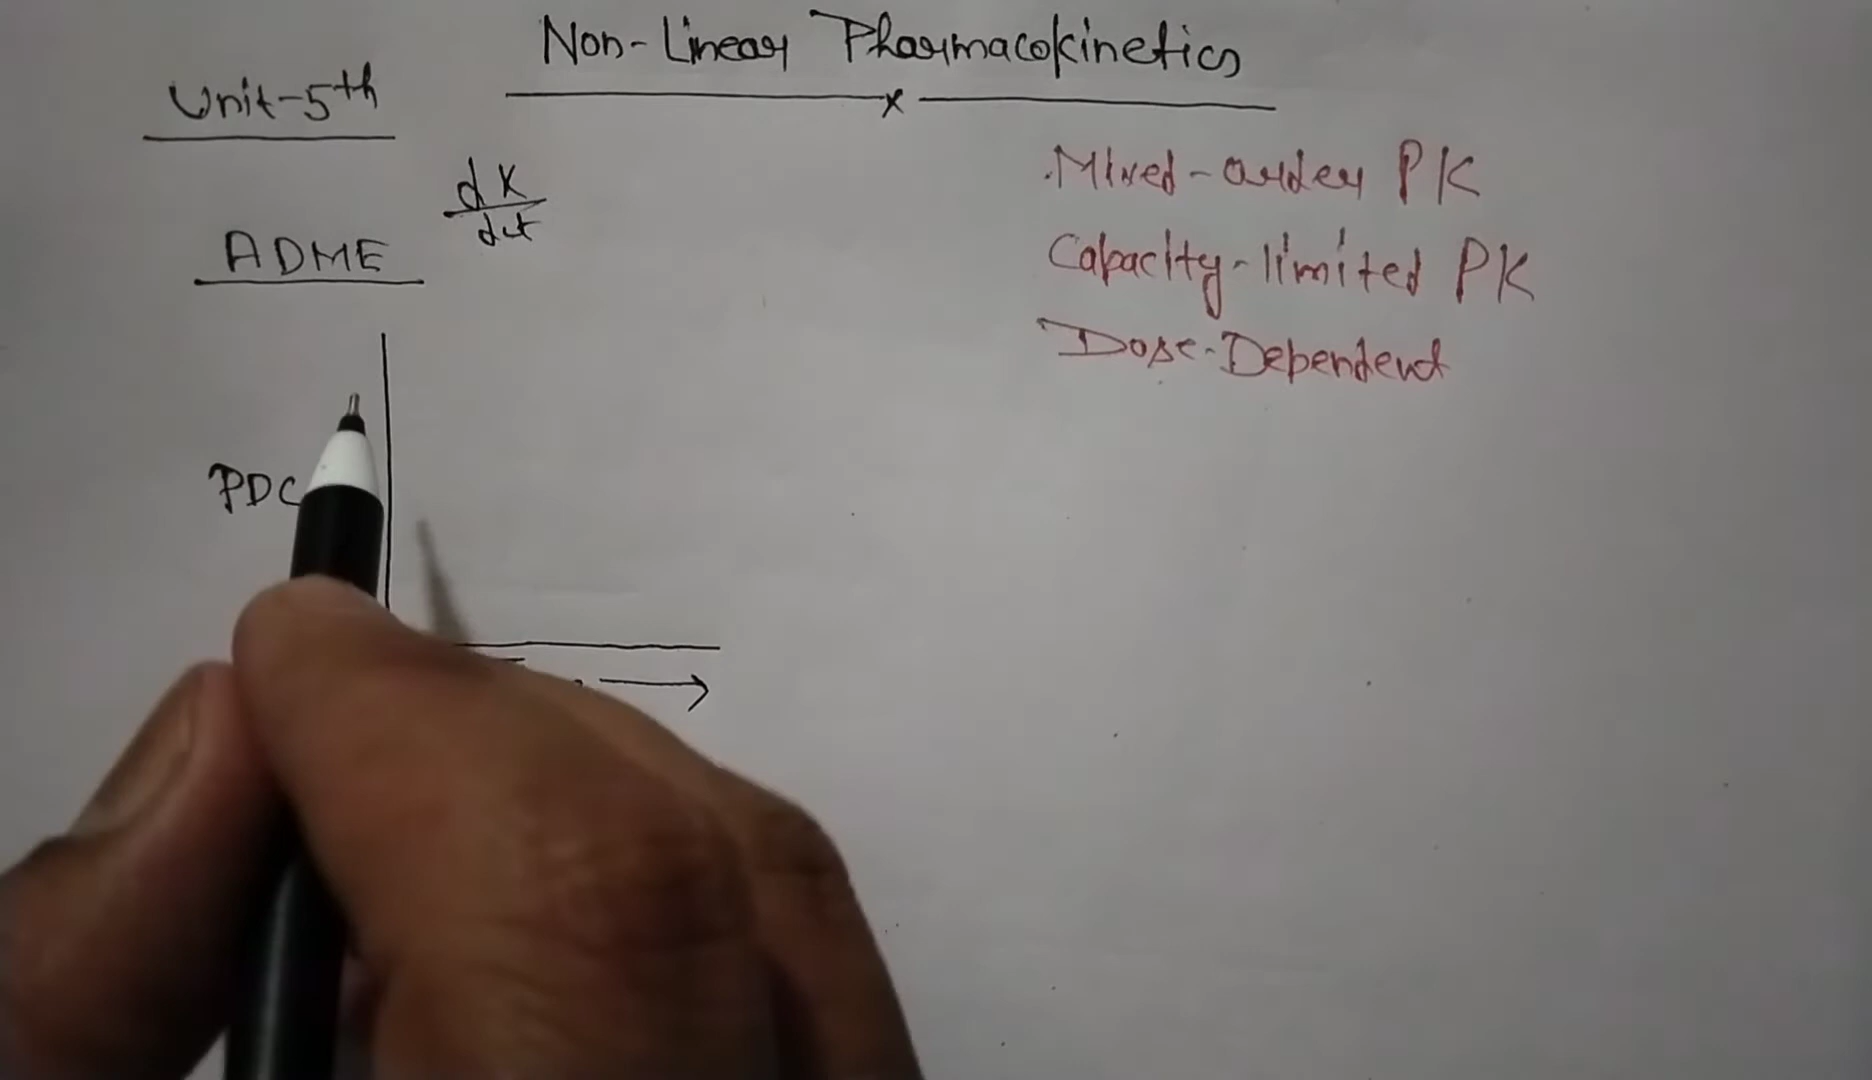 Non-Linear Pharmacokinetics
Unit-5th
dX
dt
ADME
Mixed-order PK
Capacity-limited PK
Dose-Dependent
PDC